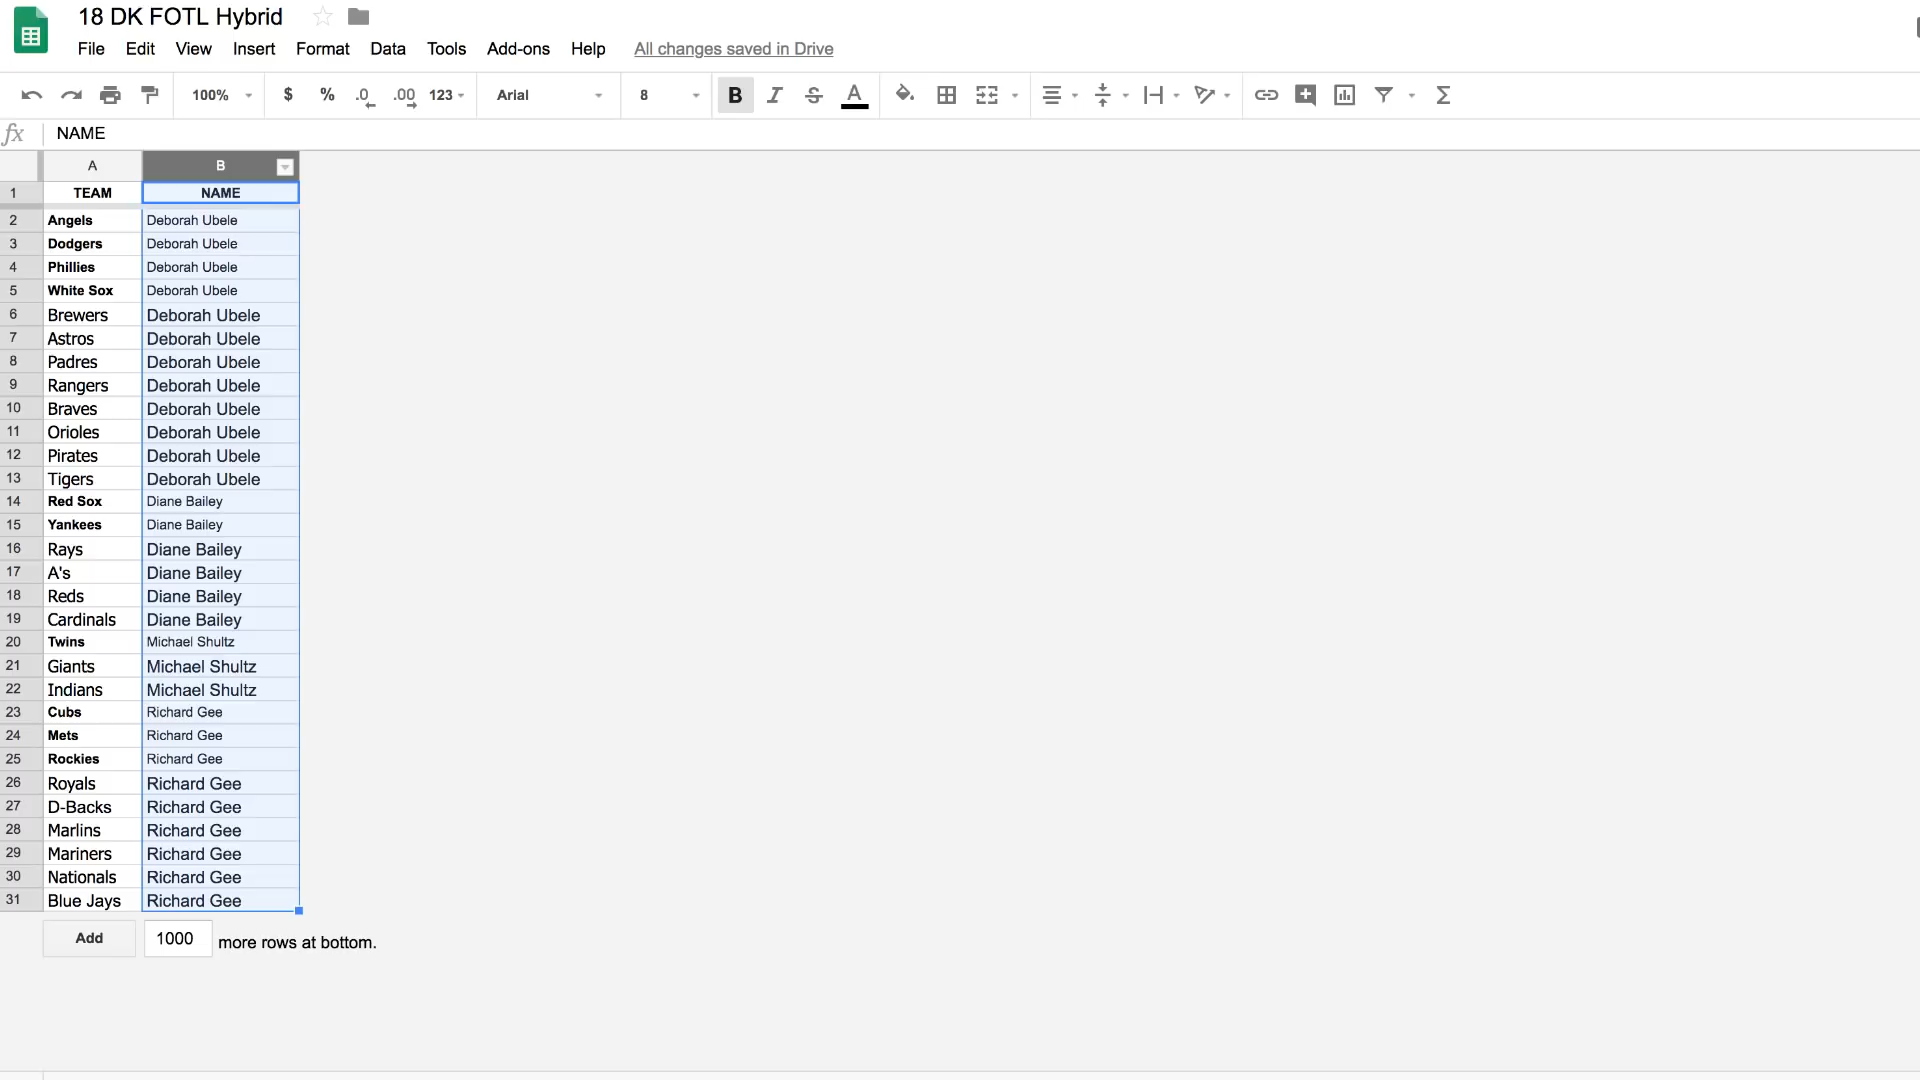 18 DK FOTL Hybrid
File Edit View Insert Format Data Tools Add-ons Help All changes saved in Drive
100% $ % .0 .00 123 Arial 8 B I S A Σ
fx NAME
A B
1 TEAM NAME
2 Angels Deborah Ubele
3 Dodgers Deborah Ubele
4 Phillies Deborah Ubele
5 White Sox Deborah Ubele
6 Brewers Deborah Ubele
7 Astros Deborah Ubele
8 Padres Deborah Ubele
9 Rangers Deborah Ubele
10 Braves Deborah Ubele
11 Orioles Deborah Ubele
12 Pirates Deborah Ubele
13 Tigers Deborah Ubele
14 Red Sox Diane Bailey
15 Yankees Diane Bailey
16 Rays Diane Bailey
17 A's Diane Bailey
18 Reds Diane Bailey
19 Cardinals Diane Bailey
20 Twins Michael Shultz
21 Giants Michael Shultz
22 Indians Michael Shultz
23 Cubs Richard Gee
24 Mets Richard Gee
25 Rockies Richard Gee
26 Royals Richard Gee
27 D-Backs Richard Gee
28 Marlins Richard Gee
29 Mariners Richard Gee
30 Nationals Richard Gee
31 Blue Jays Richard Gee
Add 1000 more rows at bottom.